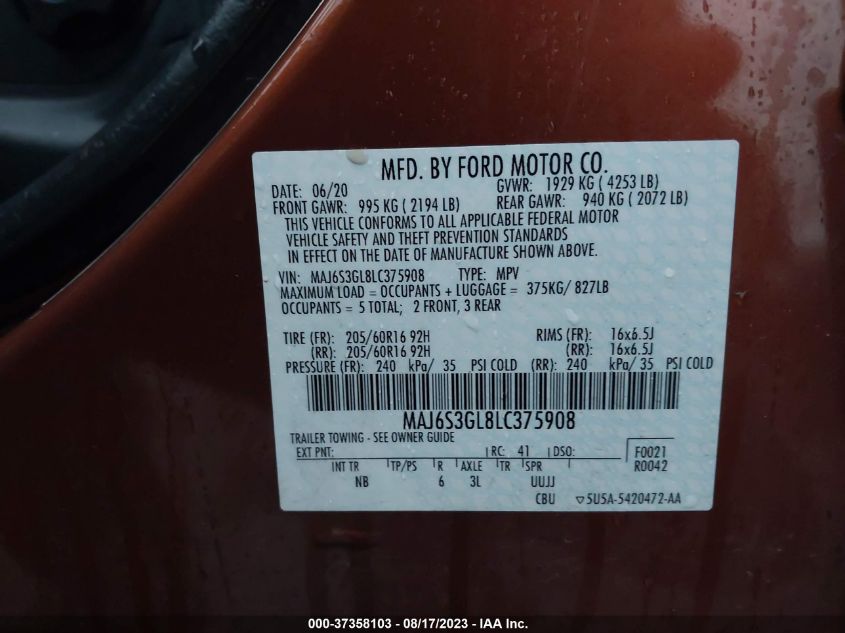 MFD. BY FORD MOTOR CO.
DATE: 06/20 GVWR: 1929 KG ( 4253 LB)
FRONT GAWR: 995 KG ( 2194 LB) REAR GAWR: 940 KG ( 2072 LB)
THIS VEHICLE CONFORMS TO ALL APPLICABLE FEDERAL MOTOR
VEHICLE SAFETY AND THEFT PREVENTION STANDARDS
IN EFFECT ON THE DATE OF MANUFACTURE SHOWN ABOVE.
VIN: MAJ6S3GL8LC375908 TYPE: MPV
MAXIMUM LOAD = OCCUPANTS + LUGGAGE = 375KG/ 827LB
OCCUPANTS = 5 TOTAL; 2 FRONT, 3 REAR
TIRE (FR): 205/60R16 92H RIMS (FR): 16x6.5J
(RR): 205/60R16 92H (RR): 16x6.5J
PRESSURE (FR): 240 kPa/ 35 PSI COLD (RR): 240 kPa/ 35 PSI COLD
MAJ6S3GL8LC375908
TRAILER TOWING - SEE OWNER GUIDE
EXT PNT: RC: 41 DSO: F0021
R0042
INT TR TP/PS R AXLE TR SPR
NB 6 3L UUJJ
CBU 5U5A-5420472-AA
000-37358103 - 08/17/2023 - IAA Inc.